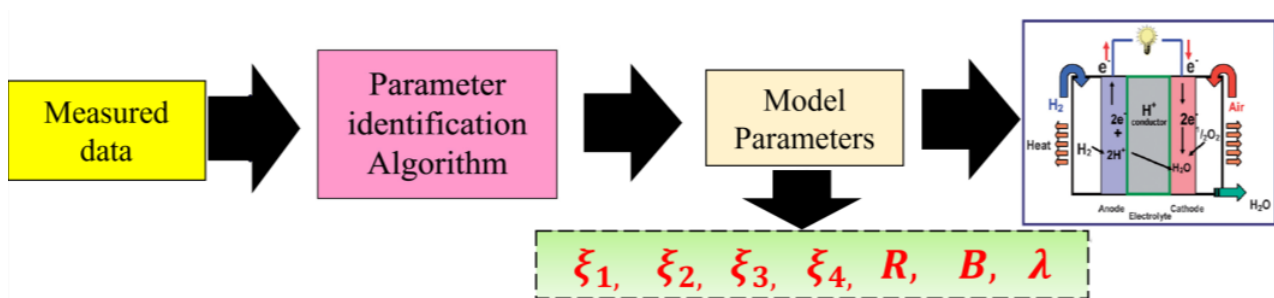 Measured
data
Parameter
identification
Algorithm
Model
Parameters
e⁻
e⁻
H₂
Air
2e⁻
+
2H⁺
H⁺
conductor
2e⁻
¹/₂O₂
Heat
H₂
H₂O
H₂O
Anode
Electrolyte
Cathode
ξ₁, ξ₂, ξ₃, ξ₄, R, B, λ